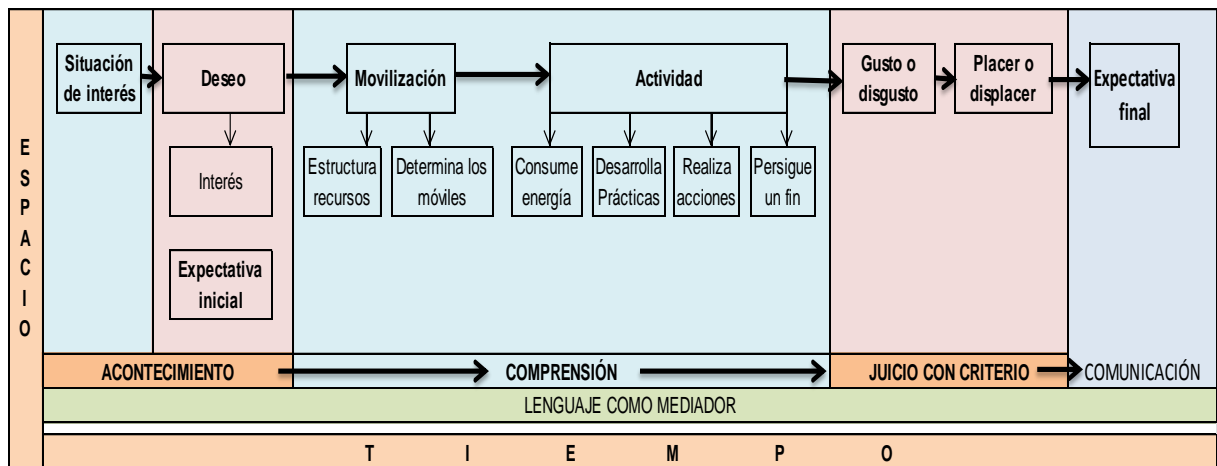 ESPACIO
Situación
de interés
Deseo
Movilización
Actividad
Gusto o
disgusto
Placer o
displacer
Expectativa
final
Interés
Estructura
recursos
Determina los
móviles
Consume
energía
Desarrolla
Prácticas
Realiza
acciones
Persigue
un fin
Expectativa
inicial
ACONTECIMIENTO
COMPRENSIÓN
JUICIO CON CRITERIO
COMUNICACIÓN
LENGUAJE COMO MEDIADOR
T I E M P O